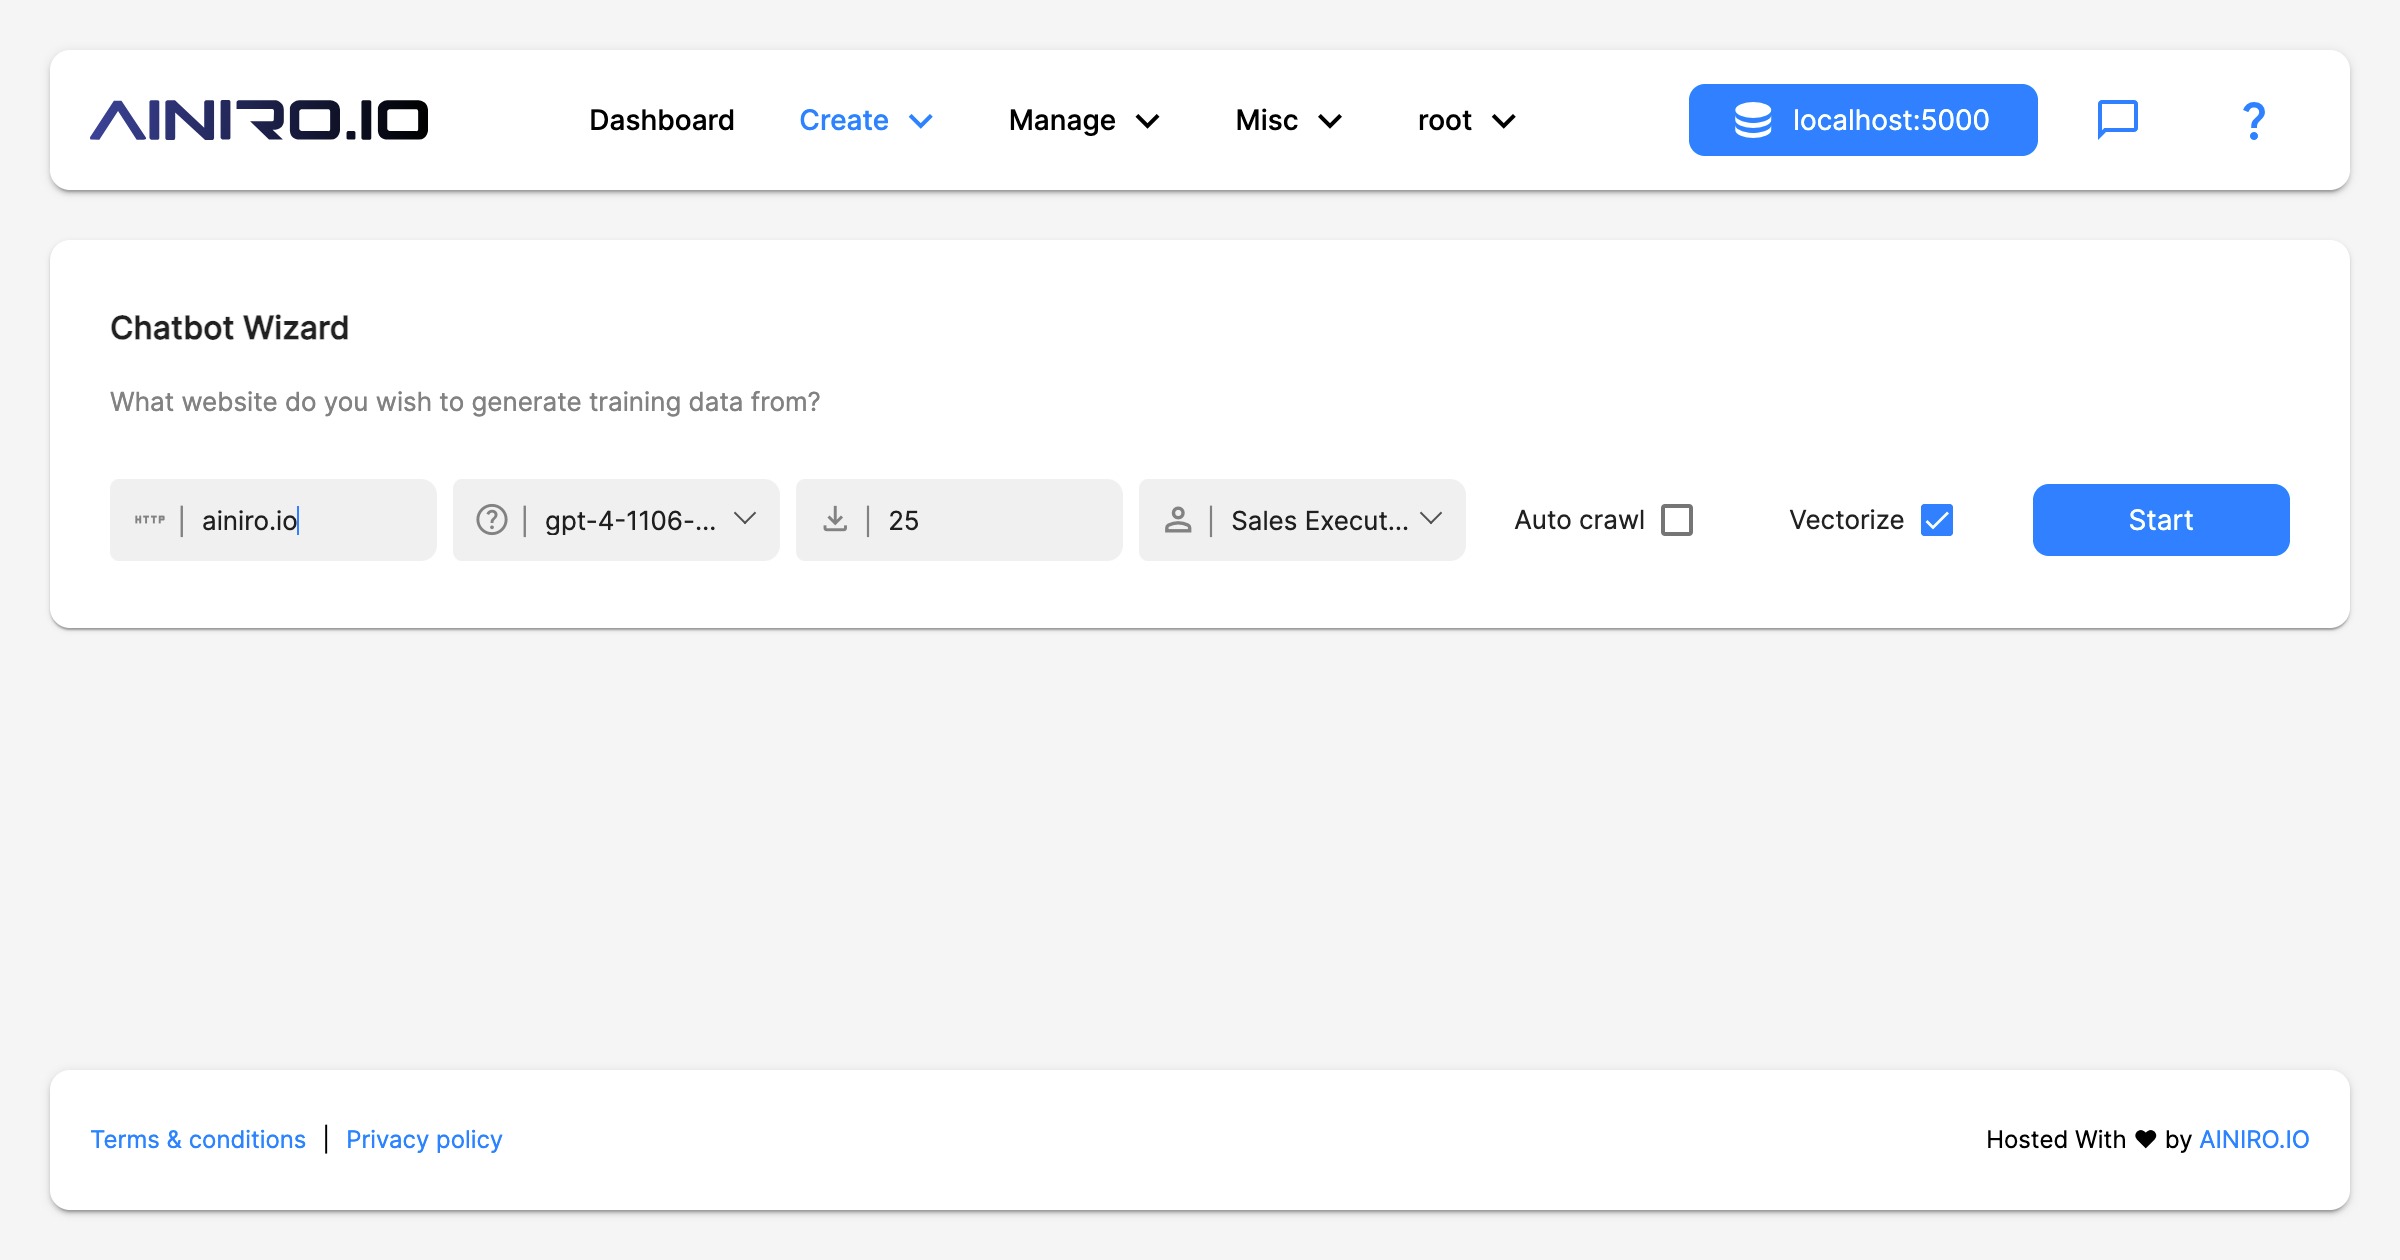 AINIRO.IO Dashboard Create Manage Misc root localhost:5000 ?
Chatbot Wizard
What website do you wish to generate training data from?
HTTP | ainiro.io gpt-4-1106-... 25 Sales Execut... Auto crawl Vectorize Start
Terms & conditions | Privacy policy Hosted With ♥ by AINIRO.IO